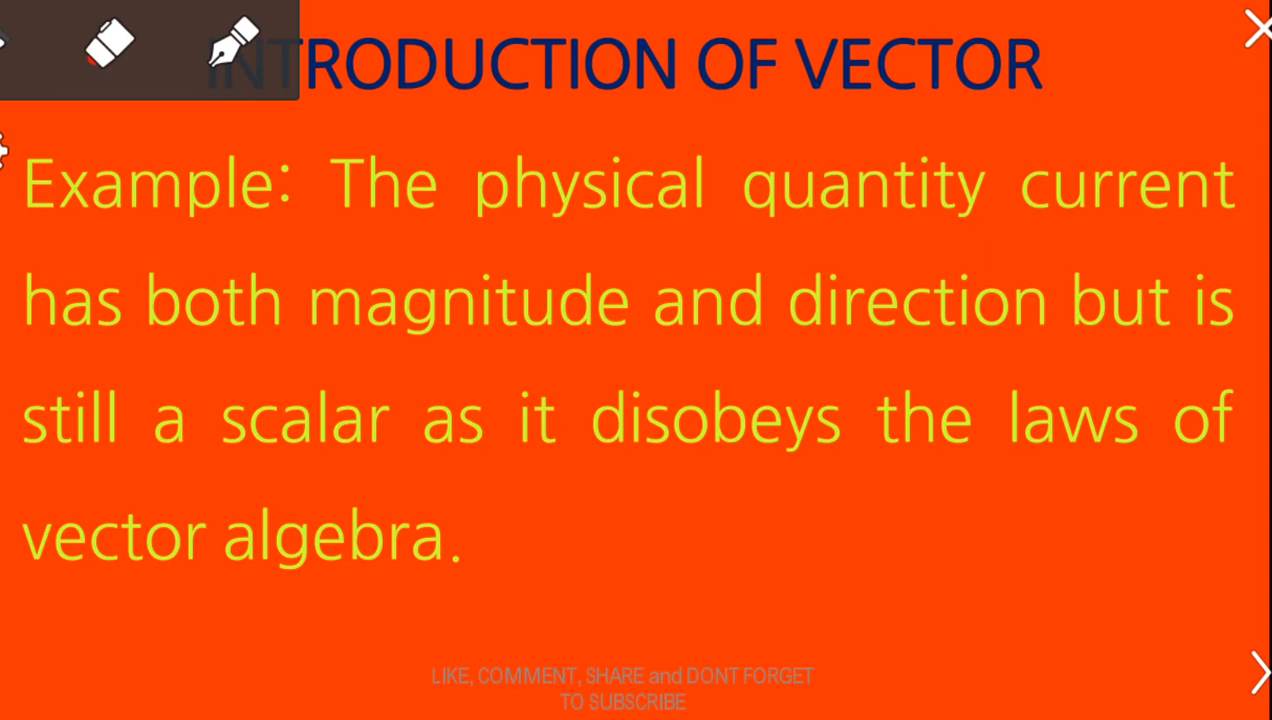 INTRODUCTION OF VECTOR
Example: The physical quantity current
has both magnitude and direction but is
still a scalar as it disobeys the laws of
vector algebra.
LIKE, COMMENT, SHARE and DONT FORGET
TO SUBSCRIBE